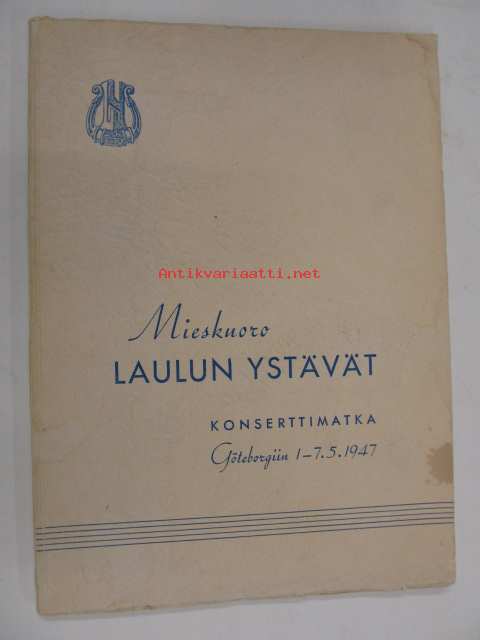 Antikvariaatti.net
Mieskuoro
LAULUN YSTÄVÄT
KONSERTTIMATKA
Göteborgiin 1-7.5.1947